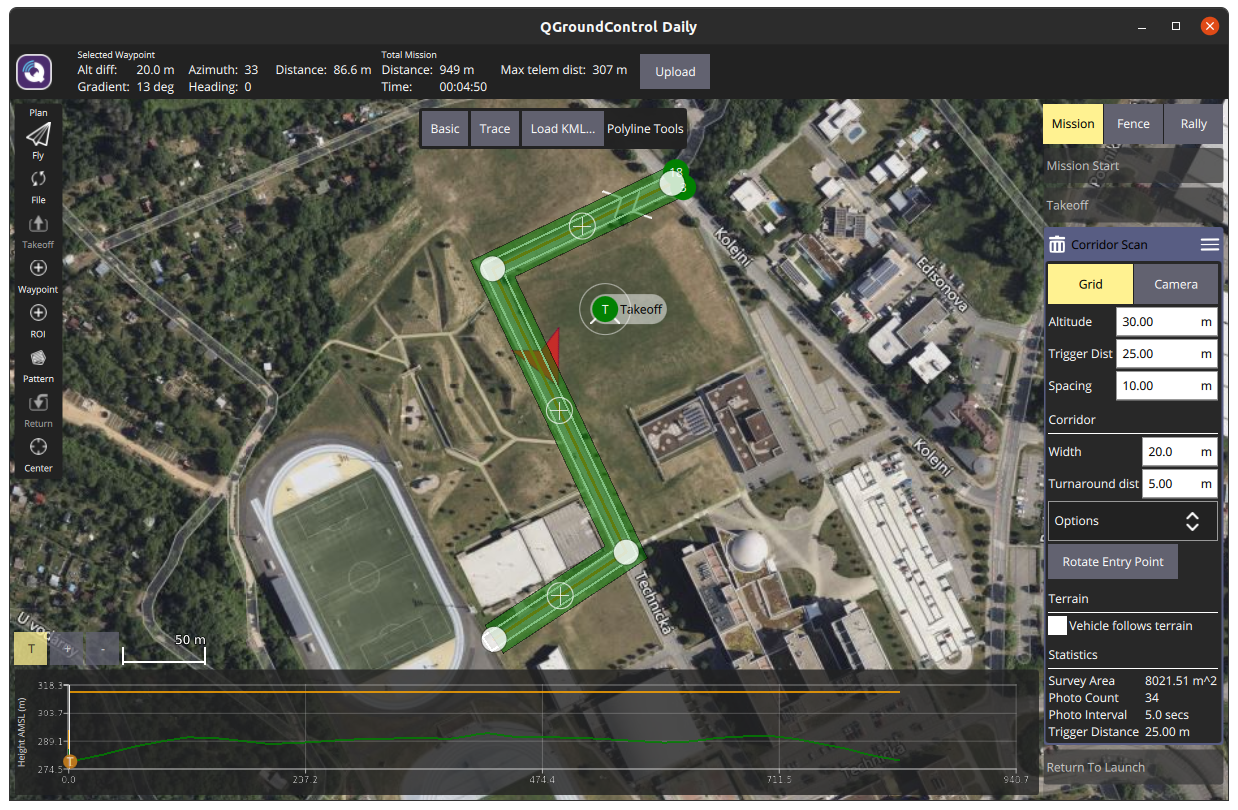 QGroundControl Daily
Selected Waypoint
Alt diff: 20.0 m Azimuth: 33 Distance: 86.6 m
Gradient: 13 deg Heading: 0
Total Mission
Distance: 949 m Max telem dist: 307 m
Time: 00:04:50
Upload
Plan
Fly
File
Takeoff
Waypoint
ROI
Pattern
Return
Center
Basic Trace Load KML... Polyline Tools
Mission Fence Rally
Mission Start
Takeoff
Corridor Scan
Grid Camera
Altitude 30.00 m
Trigger Dist 25.00 m
Spacing 10.00 m
Corridor
Width 20.0 m
Turnaround dist 5.00 m
Options
Rotate Entry Point
Terrain
Vehicle follows terrain
Statistics
Survey Area 8021.51 m^2
Photo Count 34
Photo Interval 5.0 secs
Trigger Distance 25.00 m
Return To Launch
18
3
Kolejní
Edisonova
T Takeoff
Kolejní
Technická
T + -
50 m
Height AMSL (m)
318.3
303.7
289.1
274.5
T
Technická
0.0 237.2 474.4 711.5 940.7